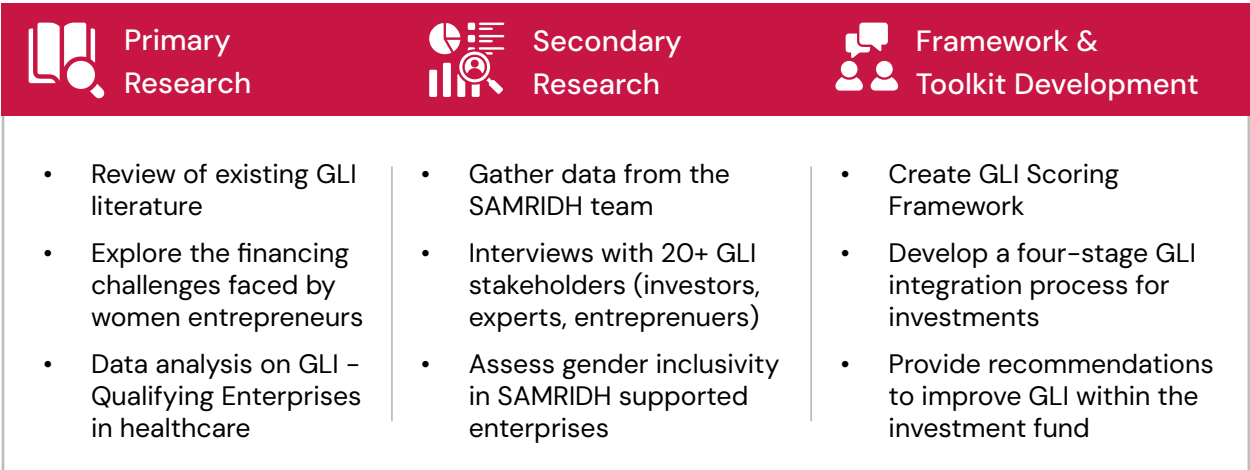 Primary
Research
Secondary
Research
Framework &
Toolkit Development
• Review of existing GLI
literature
• Explore the financing
challenges faced by
women entrepreneurs
• Data analysis on GLI -
Qualifying Enterprises
in healthcare
• Gather data from the
SAMRIDH team
• Interviews with 20+ GLI
stakeholders (investors,
experts, entreprenuers)
• Assess gender inclusivity
in SAMRIDH supported
enterprises
• Create GLI Scoring
Framework
• Develop a four-stage GLI
integration process for
investments
• Provide recommendations
to improve GLI within the
investment fund